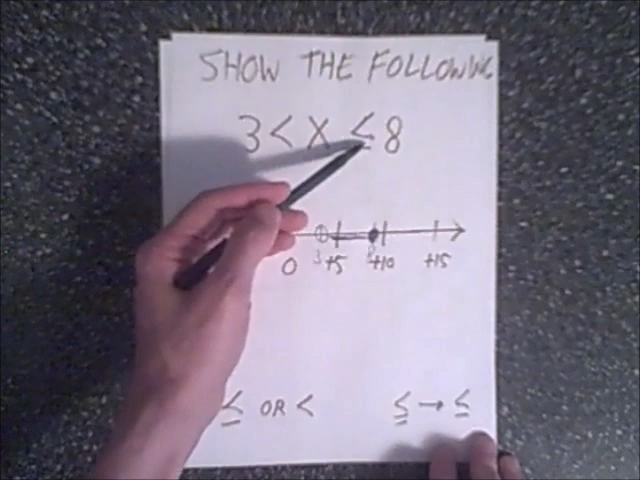 SHOW THE FOLLOWING
3 < X ≤ 8
0 3 +5 8 +10 +15
≤ OR < ≤ → ≤